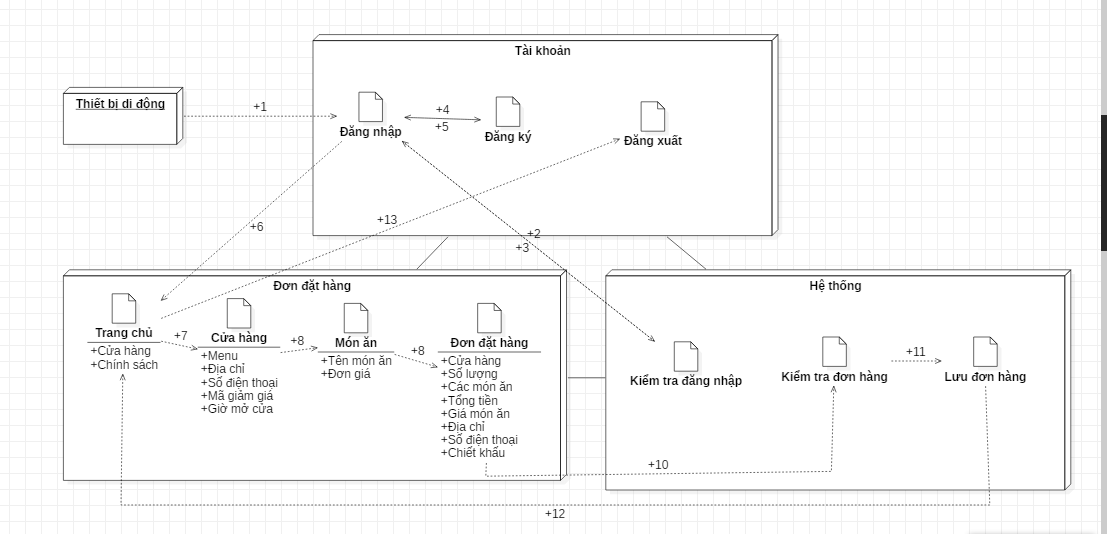 Tài khoản
Thiết bị di động
+1
Đăng nhập
+4
+5
Đăng ký
Đăng xuất
+6
+13
+2
+3
Đơn đặt hàng
Trang chủ
+Cửa hàng
+Chính sách
+7
Cửa hàng
+Menu
+Địa chỉ
+Số điện thoại
+Mã giảm giá
+Giờ mở cửa
+8
Món ăn
+Tên món ăn
+Đơn giá
+8
Đơn đặt hàng
+Cửa hàng
+Số lượng
+Các món ăn
+Tổng tiền
+Giá món ăn
+Địa chỉ
+Số điện thoại
+Chiết khấu
Hệ thống
Kiểm tra đăng nhập
Kiểm tra đơn hàng
+11
Lưu đơn hàng
+10
+12